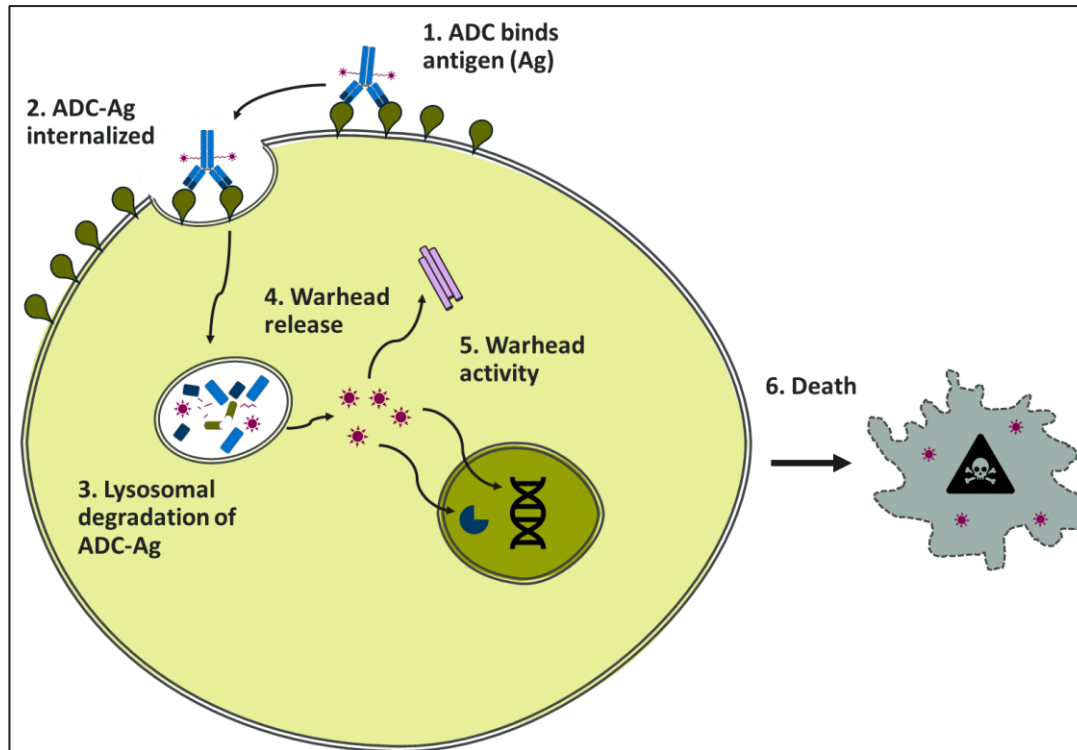 1. ADC binds
antigen (Ag)
2. ADC-Ag
internalized
3. Lysosomal
degradation of
ADC-Ag
4. Warhead
release
5. Warhead
activity
6. Death